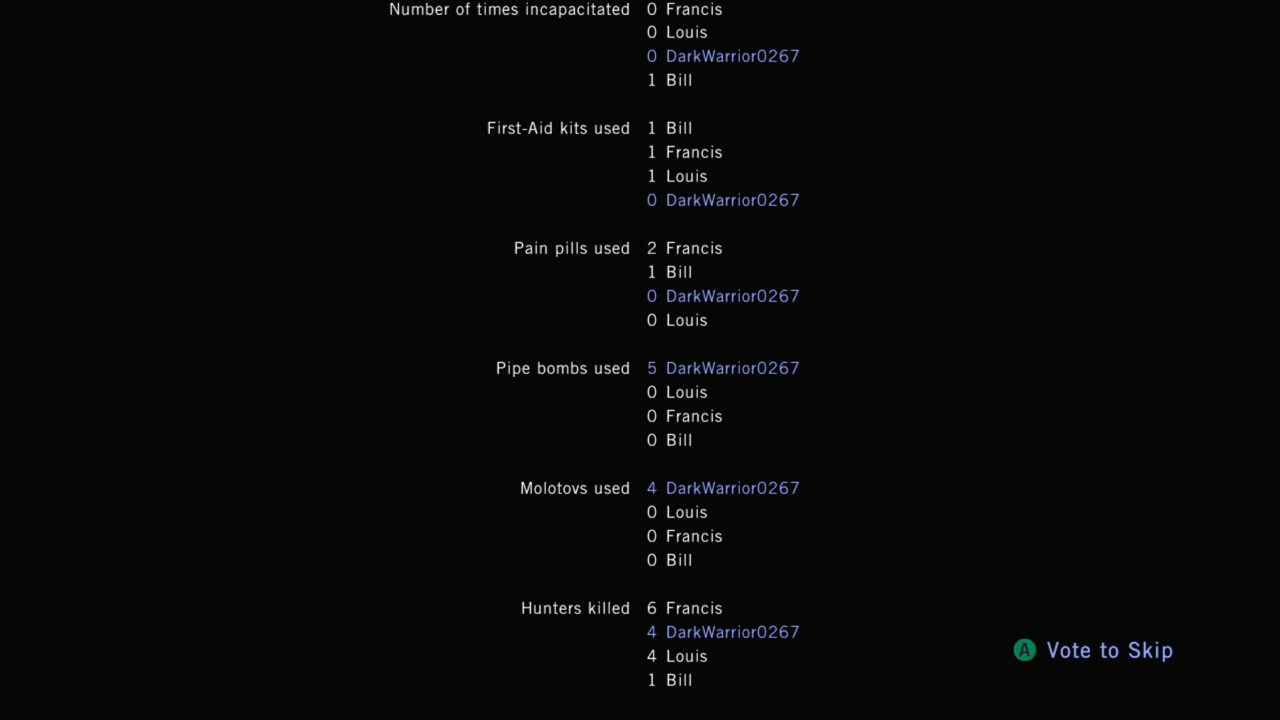 Number of times incapacitated 0 Francis
0 Louis
0 DarkWarrior0267
1 Bill
First-Aid kits used 1 Bill
1 Francis
1 Louis
0 DarkWarrior0267
Pain pills used 2 Francis
1 Bill
0 DarkWarrior0267
0 Louis
Pipe bombs used 5 DarkWarrior0267
0 Louis
0 Francis
0 Bill
Molotovs used 4 DarkWarrior0267
0 Louis
0 Francis
0 Bill
Hunters killed 6 Francis
4 DarkWarrior0267
4 Louis
1 Bill
A Vote to Skip